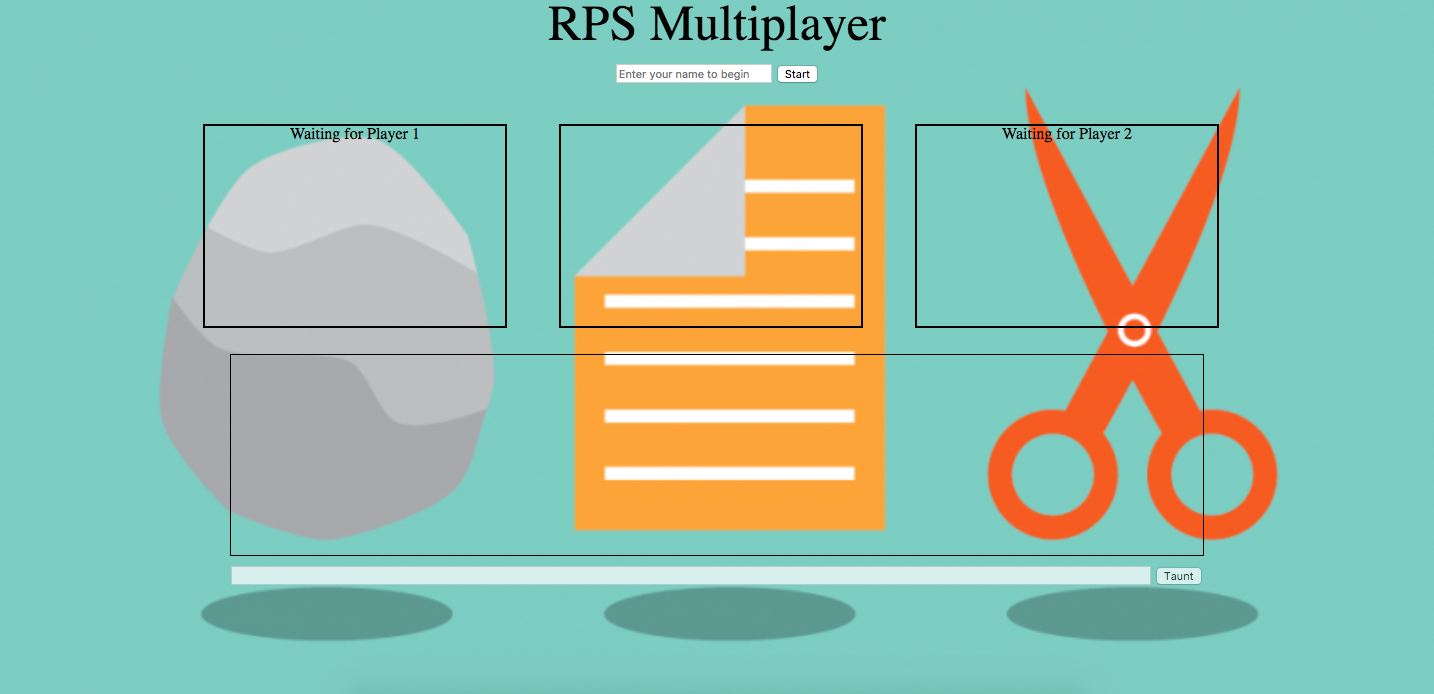 RPS Multiplayer
Enter your name to begin Start
Waiting for Player 1
Waiting for Player 2
Taunt